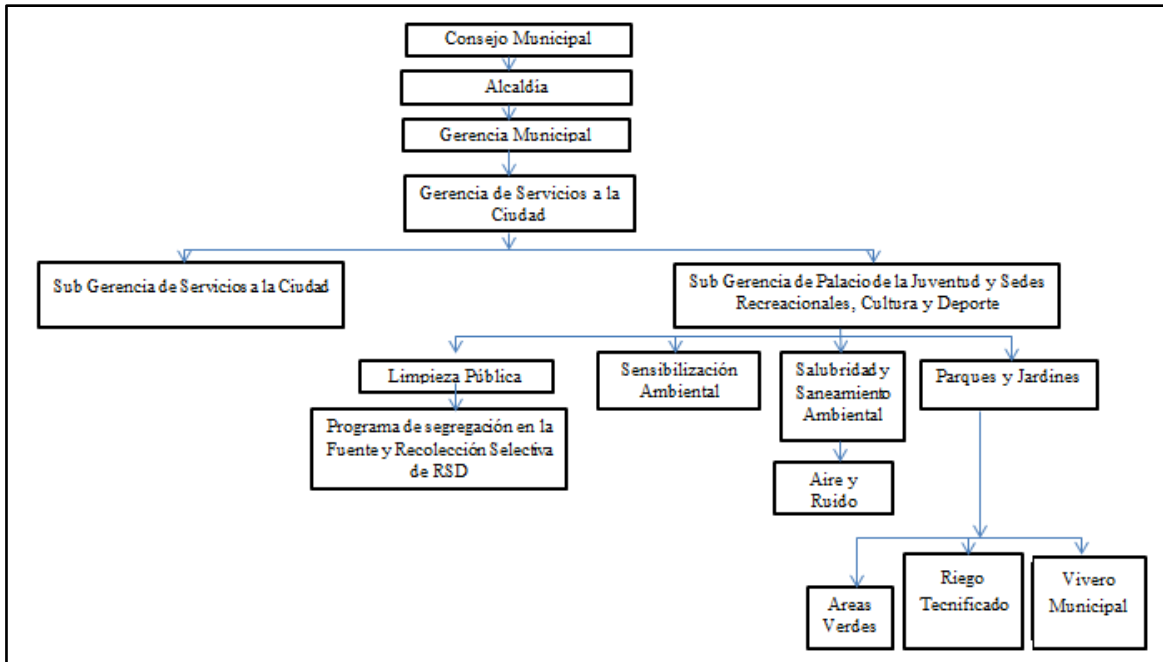 Consejo Municipal
Alcaldía
Gerencia Municipal
Gerencia de Servicios a la
Ciudad
Sub Gerencia de Servicios a la Ciudad
Sub Gerencia de Palacio de la Juventud y Sedes
Recreacionales, Cultura y Deporte
Limpieza Pública
Sensibilización
Ambiental
Salubridad y
Saneamiento
Ambiental
Parques y Jardines
Programa de segregación en la
Fuente y Recolección Selectiva
de RSD
Aire y
Ruido
Areas
Verdes
Riego
Tecnificado
Vivero
Municipal